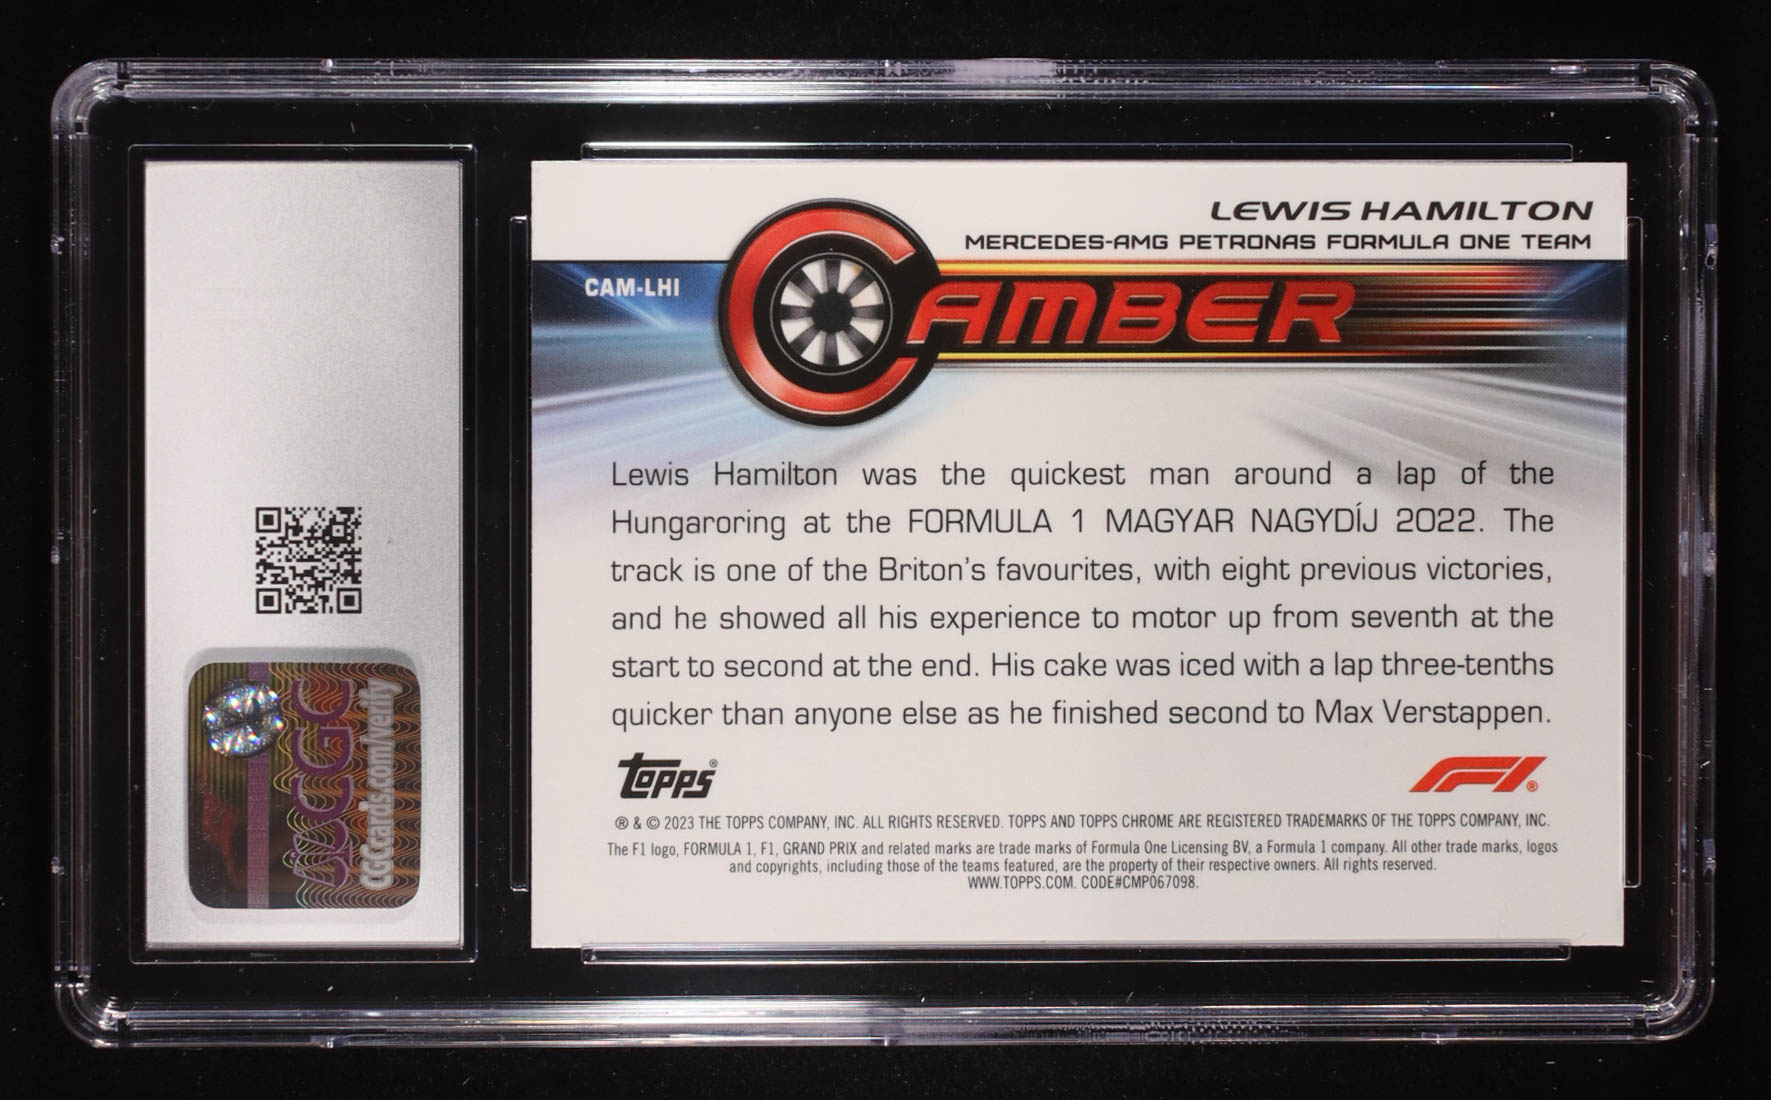 LEWIS HAMILTON
MERCEDES-AMG PETRONAS FORMULA ONE TEAM
CAM-LHI
CAMBER
Lewis Hamilton was the quickest man around a lap of the
Hungaroring at the FORMULA 1 MAGYAR NAGYDÍJ 2022. The
track is one of the Briton's favourites, with eight previous victories,
and he showed all his experience to motor up from seventh at the
start to second at the end. His cake was iced with a lap three-tenths
quicker than anyone else as he finished second to Max Verstappen.
Topps®
F1®
® & © 2023 THE TOPPS COMPANY, INC. ALL RIGHTS RESERVED. TOPPS AND TOPPS CHROME ARE REGISTERED TRADEMARKS OF THE TOPPS COMPANY, INC.
The F1 logo, FORMULA 1, F1, GRAND PRIX and related marks are trade marks of Formula One Licensing BV, a Formula 1 company. All other trade marks, logos
and copyrights, including those of the teams featured, are the property of their respective owners. All rights reserved.
WWW.TOPPS.COM. CODE#CMP067098.
CGC
CGCcards.com/verify